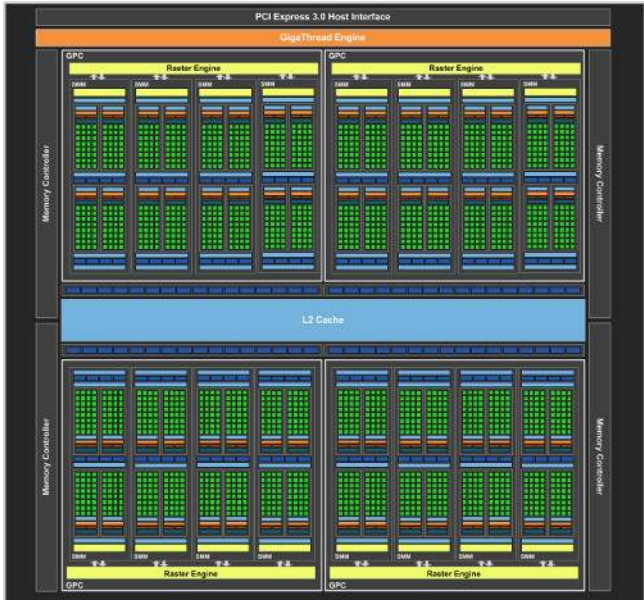 PCI Express 3.0 Host Interface
GigaThread Engine
GPC
GPC
Raster Engine
Raster Engine
SMM
SMM
SMM
SMM
SMM
SMM
SMM
SMM
Memory Controller
Memory Controller
L2 Cache
Memory Controller
Memory Controller
SMM
SMM
SMM
SMM
SMM
SMM
SMM
SMM
Raster Engine
Raster Engine
GPC
GPC